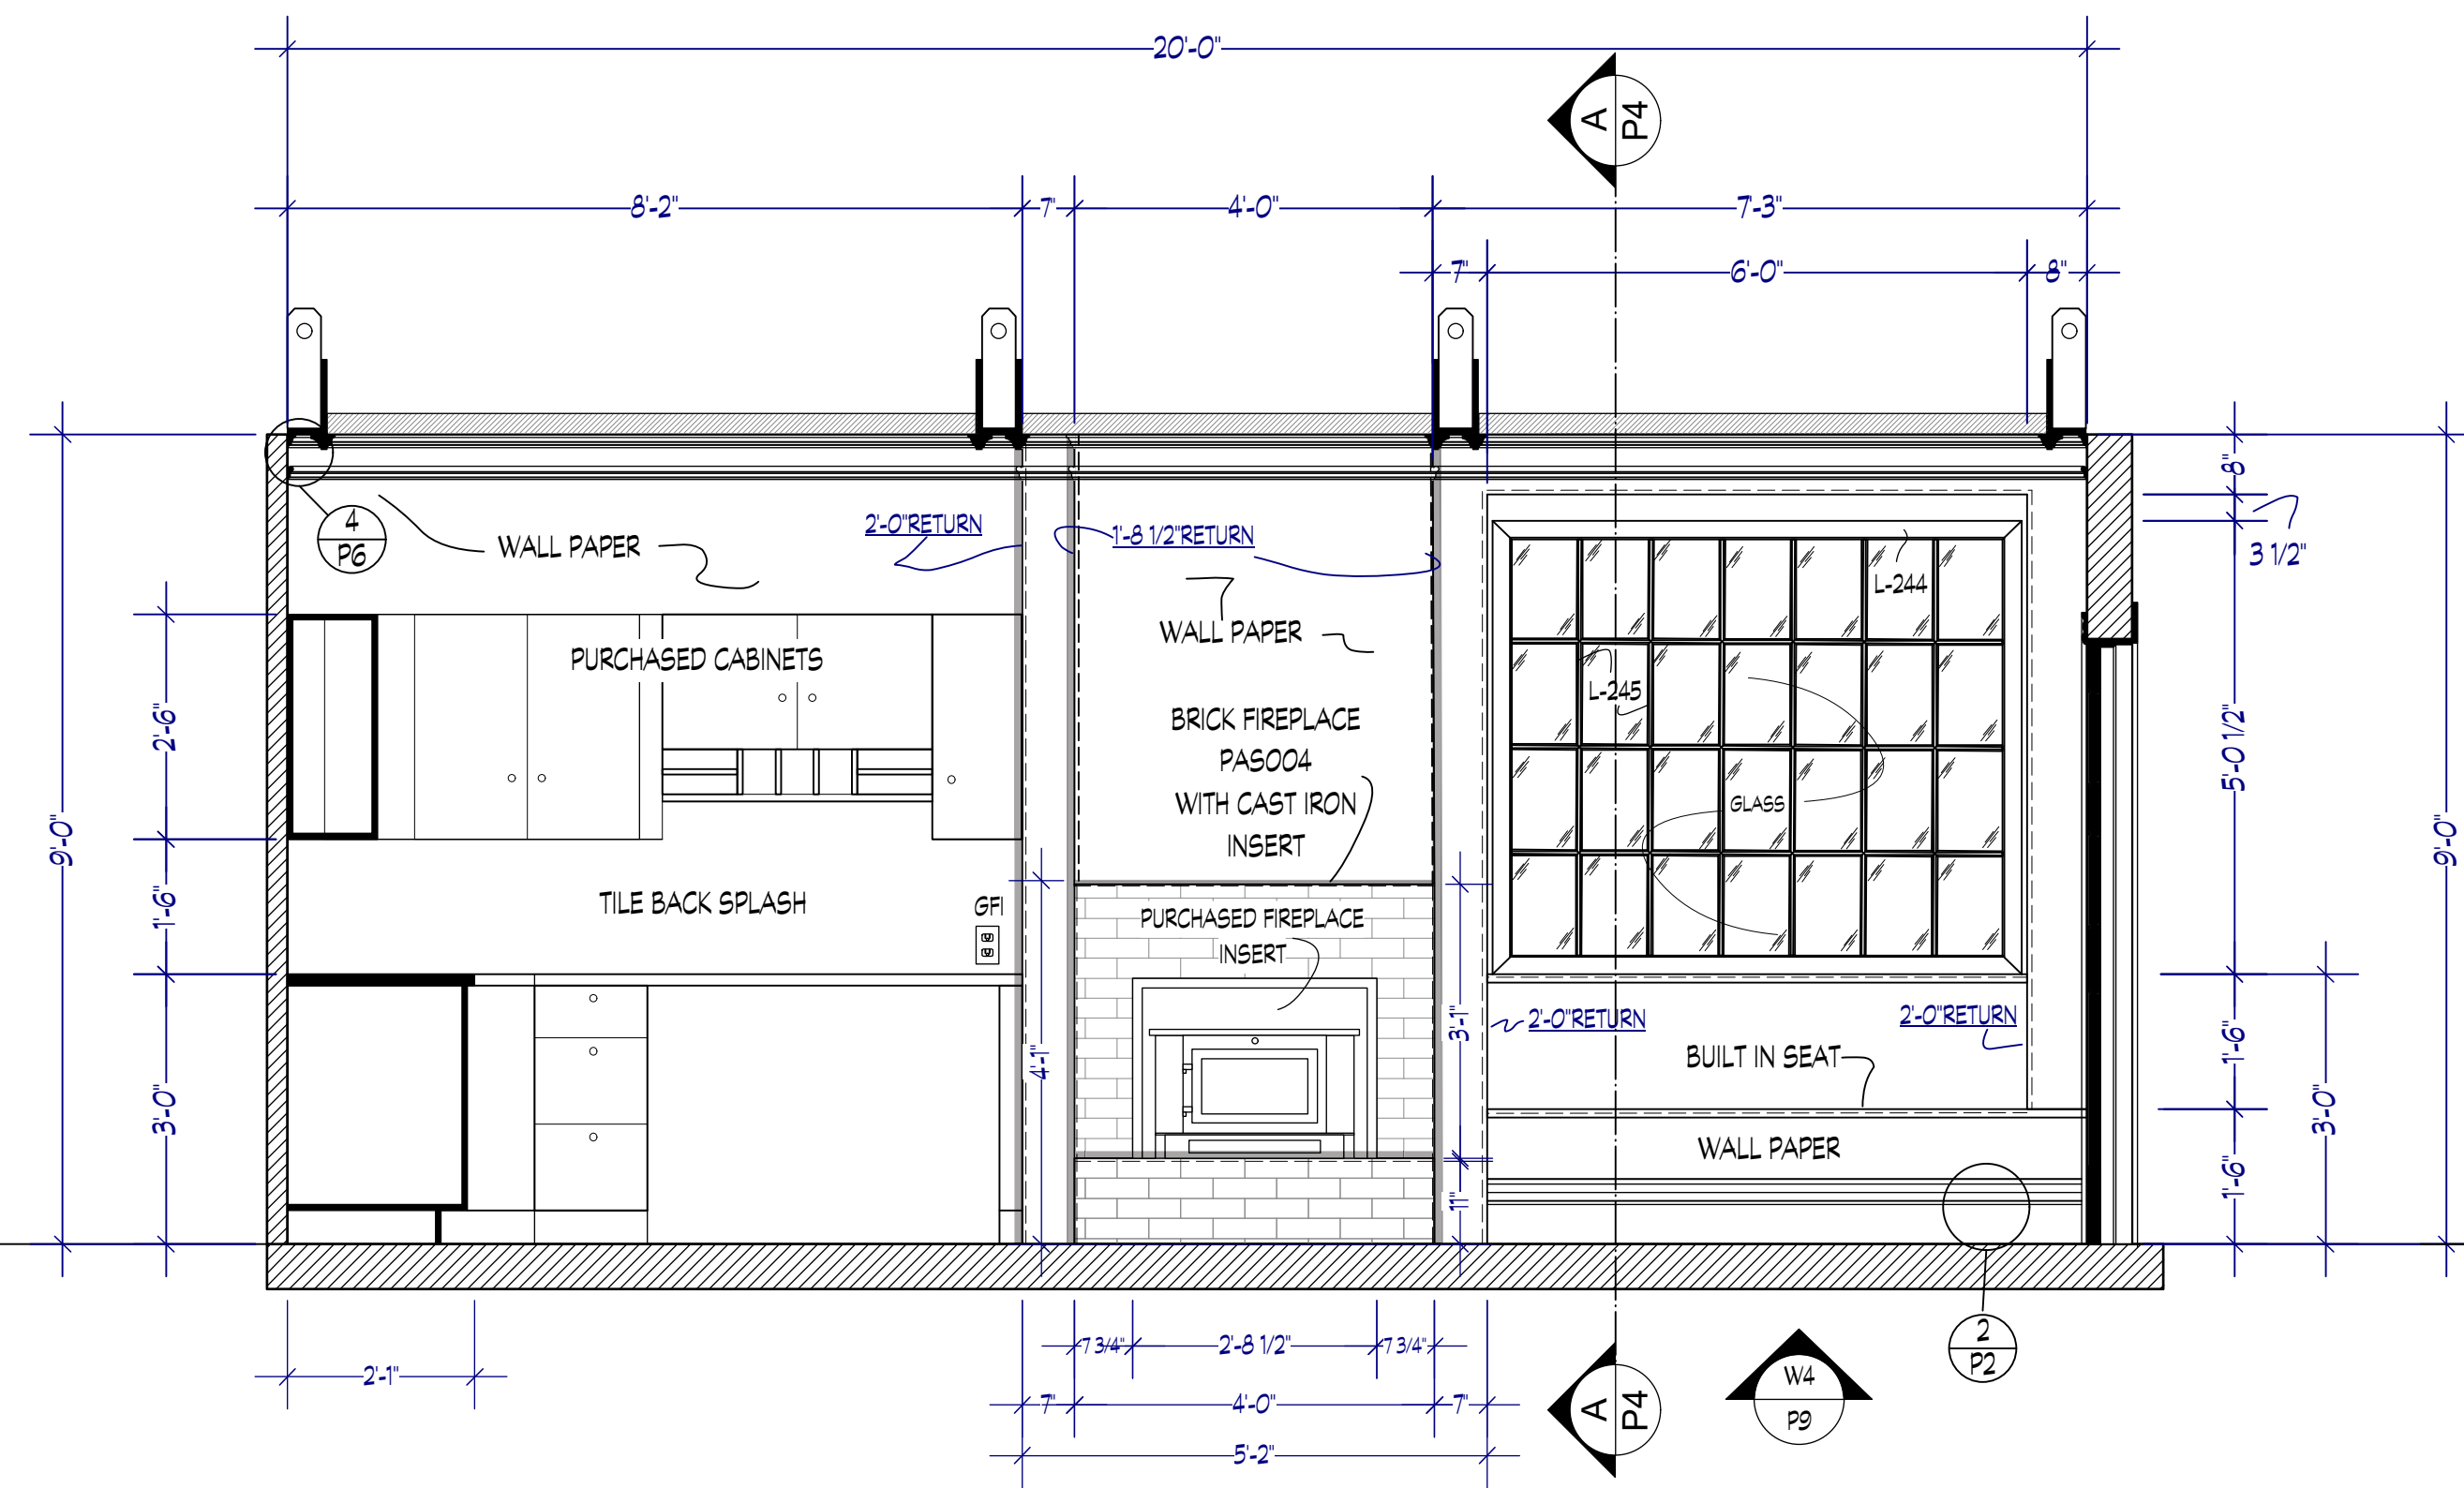 20'-0"
A
P4
8'-2"
7"
4'-0"
7'-3"
7"
6'-0"
8"
4
P6
WALL PAPER
2'-0"RETURN
1'-8 1/2"RETURN
8"
3 1/2"
L-244
WALL PAPER
PURCHASED CABINETS
L-245
BRICK FIREPLACE
PAS004
WITH CAST IRON
INSERT
GLASS
2'-6"
5'-0 1/2"
9'-0"
9'-0"
1'-6"
TILE BACK SPLASH
GFI
PURCHASED FIREPLACE
INSERT
2'-0"RETURN
2'-0"RETURN
3'-1"
4'-1"
1'-6"
BUILT IN SEAT
3'-0"
3'-0"
WALL PAPER
1'-6"
11"
7 3/4"
2'-8 1/2"
7 3/4"
2
P2
2'-1"
7"
4'-0"
7"
A
P4
W4
P9
5'-2"